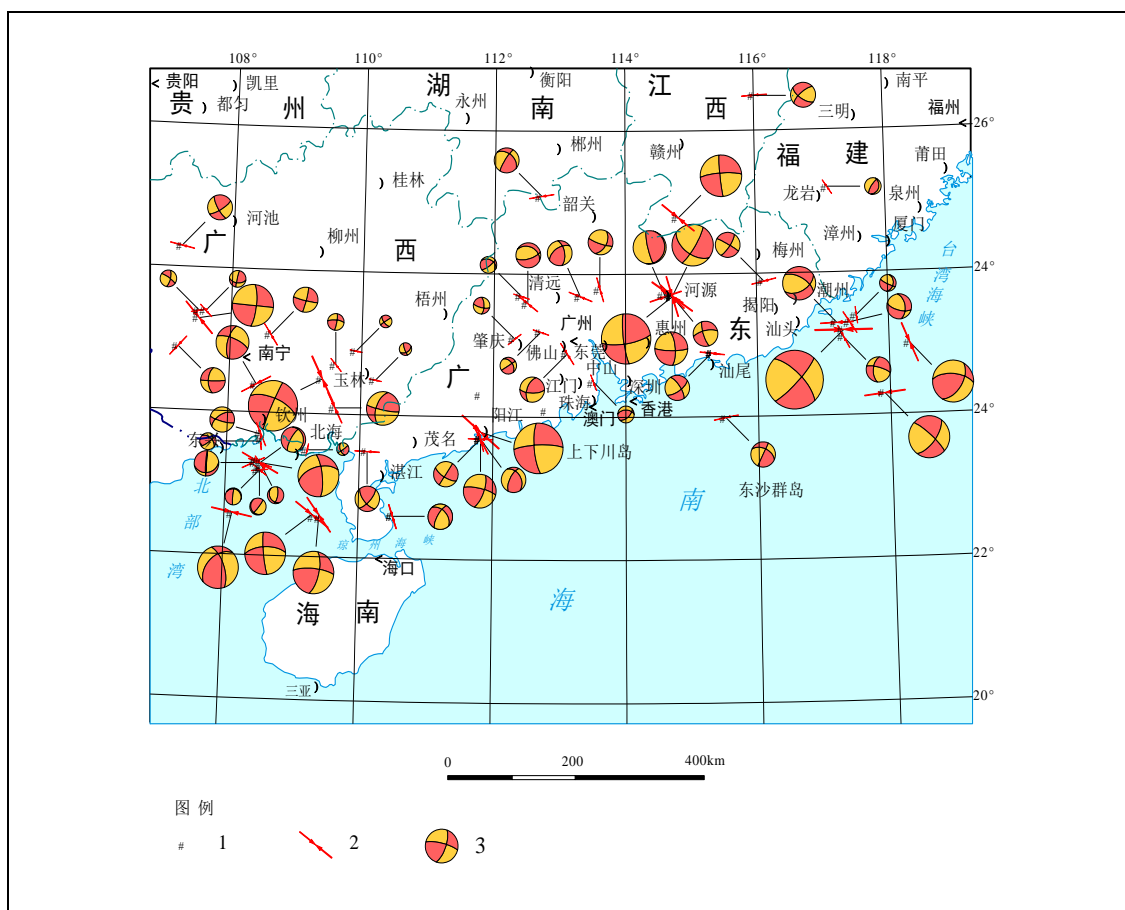 108° 110° 112° 114° 116° 118°
贵阳 凯里 湖 衡阳 江 南平
贵 都匀 州 永州 南 西 三明 福州
26°
郴州 赣州 福 建 莆田
桂林 韶关 龙岩 泉州
河池 广 柳州 西 梅州 漳州 厦门
台
湾
海
峡
24°
清远 河源 揭阳 潮州
梧州 肇庆 广州 惠州 东 汕头
南宁 佛山 东莞
玉林 广 中山 汕尾
江门 深圳
珠海 香港
澳门
24°
钦州 阳江
北海 茂名 上下川岛
湛江 东沙群岛
北
部
湾
南
海
琼 州 海 峡
22°
海口
海 南
三亚
20°
0 200 400km
图 例
# 1
2
3